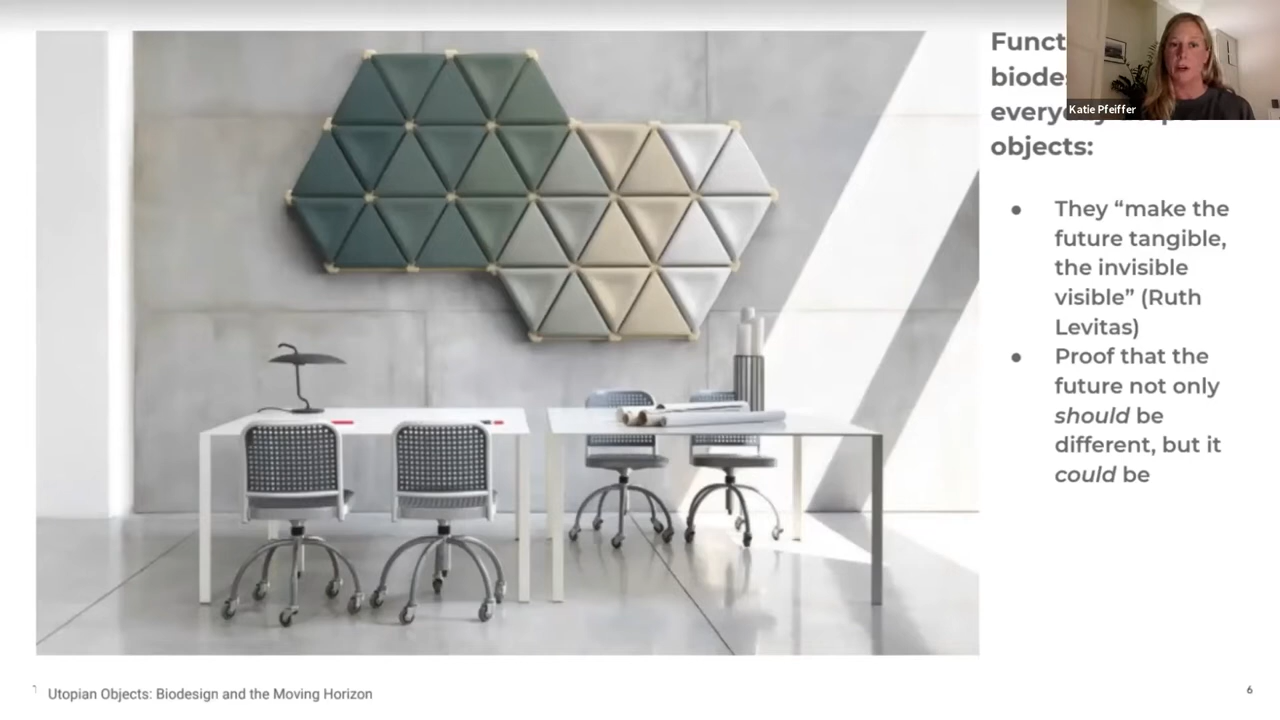 Funct
biode
every
objects:
Katie Pfeiffer
● They “make the
future tangible,
the invisible
visible” (Ruth
Levitas)
● Proof that the
future not only
should be
different, but it
could be
Utopian Objects: Biodesign and the Moving Horizon
6